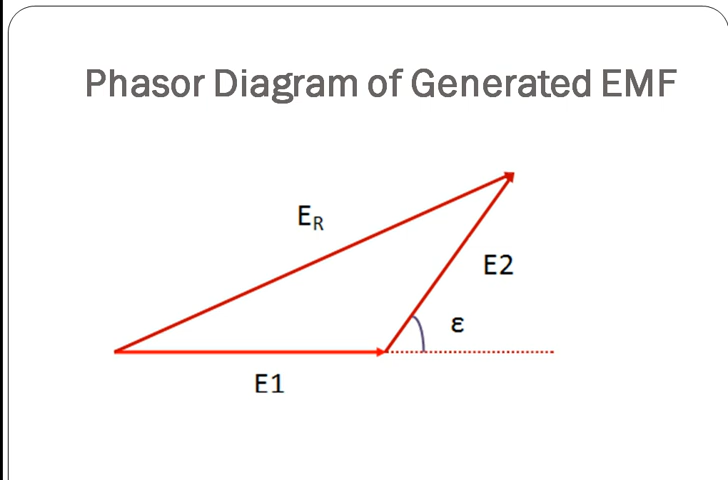 Phasor Diagram of Generated EMF
E_R
E2
ε
E1